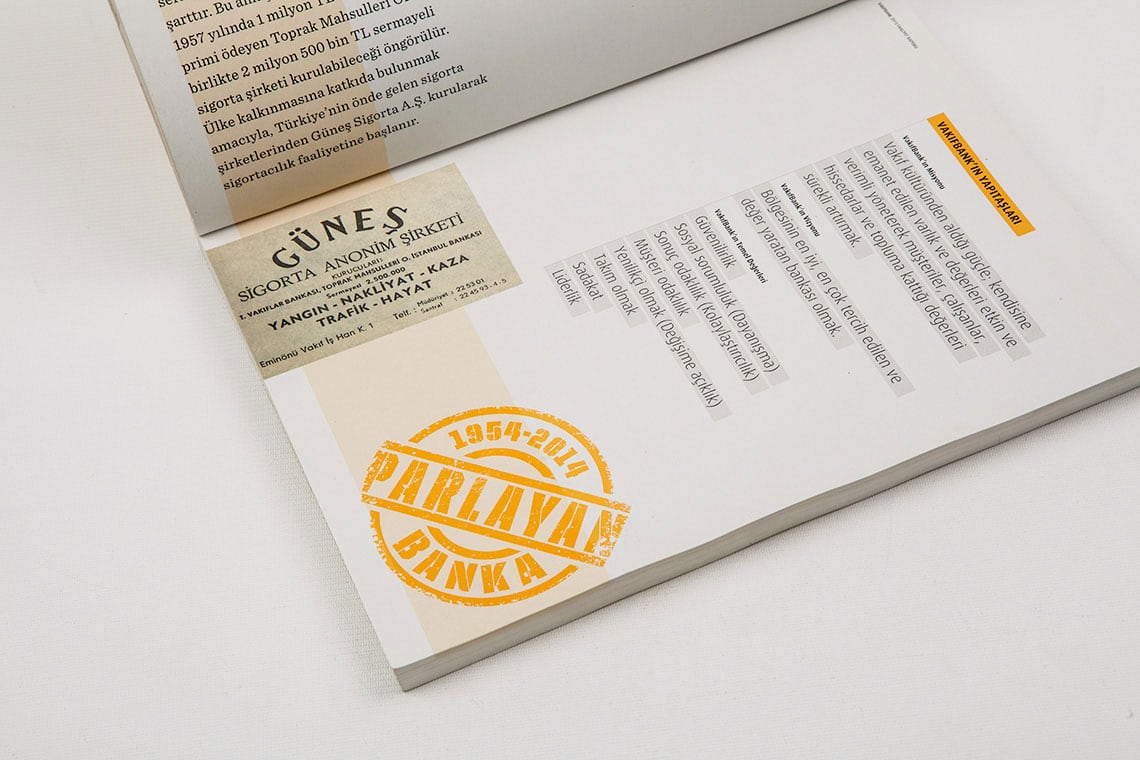 şarttır. Bu
1957 yılında 1 milyon
primi ödeyen Toprak Mahsulleri
birlikte 2 milyon 500 bin TL sermayeli
sigorta şirketi kurulabileceği öngörülür.
Ülke kalkınmasına katkıda bulunmak
amacıyla, Türkiye'nin önde gelen sigorta
şirketlerinden Güneş Sigorta A.Ş. kurularak
sigortacılık faaliyetine başlanır.
GÜNEŞ
SİGORTA ANONİM ŞİRKETİ
KURUCULARI:
T. VAKIFLAR BANKASI, TOPRAK MAHSULLERI O. İSTANBUL BANKASI
Sermayesi 2.500.000
YANGIN - NAKLİYAT - KAZA
TRAFİK - HAYAT
Eminönü Vakıf İş Han K. 1 Telf. : Müdüriyet : 22 53 01
Santral : 22 45 93 - 4 - 5
1954-2014
PARLAYAN
BANKA
VAKIFBANK'IN YAPITAŞLARI
VakıfBank'ın Misyonu
Vakıf kültüründen aldığı güçle, kendisine
emanet edilen varlık ve değerleri etkin ve
verimli yöneterek müşteriler, çalışanlar,
hissedarlar ve topluma kattığı değerleri
sürekli artırmak.
VakıfBank'ın Vizyonu
Bölgesinin en iyi, en çok tercih edilen ve
değer yaratan bankası olmak.
VakıfBank'ın Temel Değerleri
Güvenilirlik
Sosyal sorumluluk (Dayanışma)
Sonuç odaklılık (Kolaylaştırıcılık)
Müşteri odaklılık
Yenilikçi olmak (Değişime açıklık)
Takım olmak
Sadakat
Liderlik